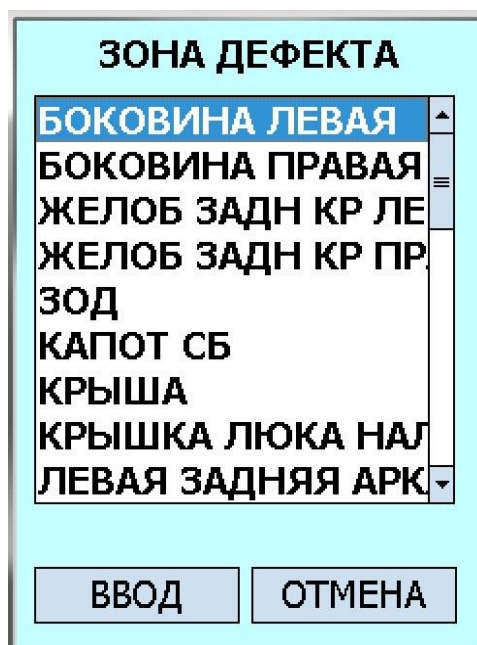 ЗОНА ДЕФЕКТА
БОКОВИНА ЛЕВАЯ
БОКОВИНА ПРАВАЯ
ЖЕЛОБ ЗАДН КР ЛЕ
ЖЕЛОБ ЗАДН КР ПР
ЗОД
КАПОТ СБ
КРЫША
КРЫШКА ЛЮКА НАЛ
ЛЕВАЯ ЗАДНЯЯ АРК
ВВОД ОТМЕНА